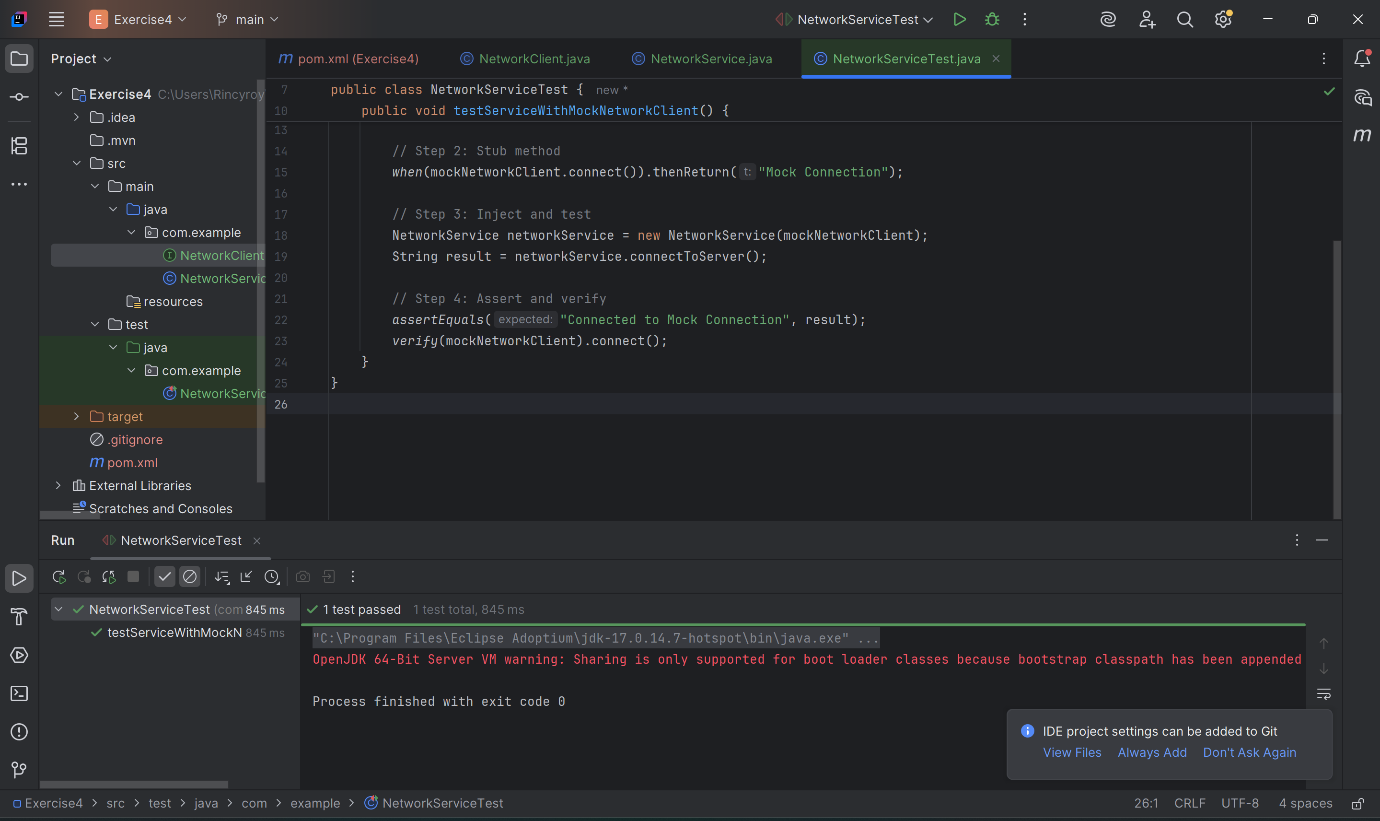 E Exercise4 main NetworkServiceTest
Project
Exercise4 C:\Users\Rincyroy
.idea
.mvn
src
main
java
com.example
NetworkClient
NetworkServic
resources
test
java
com.example
NetworkServic
target
.gitignore
pom.xml
External Libraries
Scratches and Consoles
pom.xml (Exercise4) NetworkClient.java NetworkService.java NetworkServiceTest.java
7 public class NetworkServiceTest { new *
10 public void testServiceWithMockNetworkClient() {
13
14 // Step 2: Stub method
15 when(mockNetworkClient.connect()).thenReturn( t: "Mock Connection");
16
17 // Step 3: Inject and test
18 NetworkService networkService = new NetworkService(mockNetworkClient);
19 String result = networkService.connectToServer();
20
21 // Step 4: Assert and verify
22 assertEquals( expected: "Connected to Mock Connection", result);
23 verify(mockNetworkClient).connect();
24 }
25 }
26
Run NetworkServiceTest
NetworkServiceTest (com 845 ms
testServiceWithMockN 845 ms
1 test passed 1 test total, 845 ms
"C:\Program Files\Eclipse Adoptium\jdk-17.0.14.7-hotspot\bin\java.exe" ...
OpenJDK 64-Bit Server VM warning: Sharing is only supported for boot loader classes because bootstrap classpath has been appended
Process finished with exit code 0
IDE project settings can be added to Git
View Files Always Add Don't Ask Again
Exercise4 > src > test > java > com > example > NetworkServiceTest
26:1 CRLF UTF-8 4 spaces